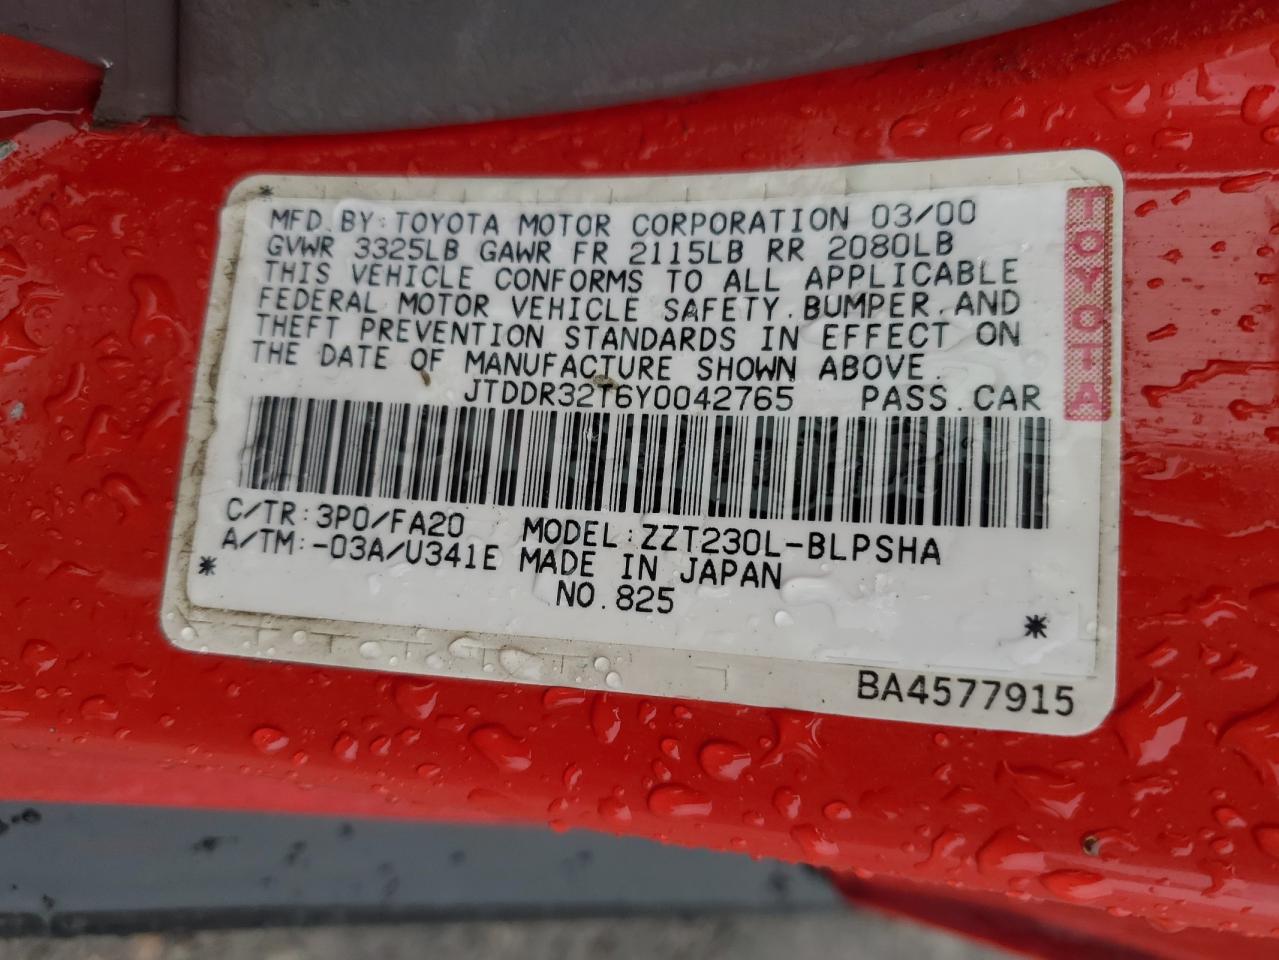 MFD.BY:TOYOTA MOTOR CORPORATION 03/00
GVWR 3325LB GAWR FR 2115LB RR 2080LB
THIS VEHICLE CONFORMS TO ALL APPLICABLE
FEDERAL MOTOR VEHICLE SAFETY.BUMPER.AND
THEFT PREVENTION STANDARDS IN EFFECT ON
THE DATE OF MANUFACTURE SHOWN ABOVE.
JTDDR32T6Y0042765 PASS.CAR
TOYOTA
C/TR:3P0/FA20 MODEL:ZZT230L-BLPSHA
A/TM:-03A/U341E MADE IN JAPAN
NO.825
BA4577915